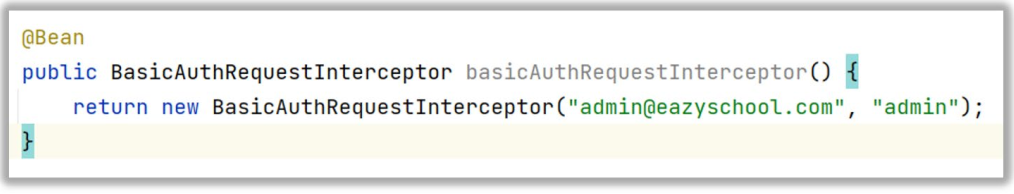 @Bean
public BasicAuthRequestInterceptor basicAuthRequestInterceptor() {
    return new BasicAuthRequestInterceptor("admin@eazyschool.com", "admin");
}